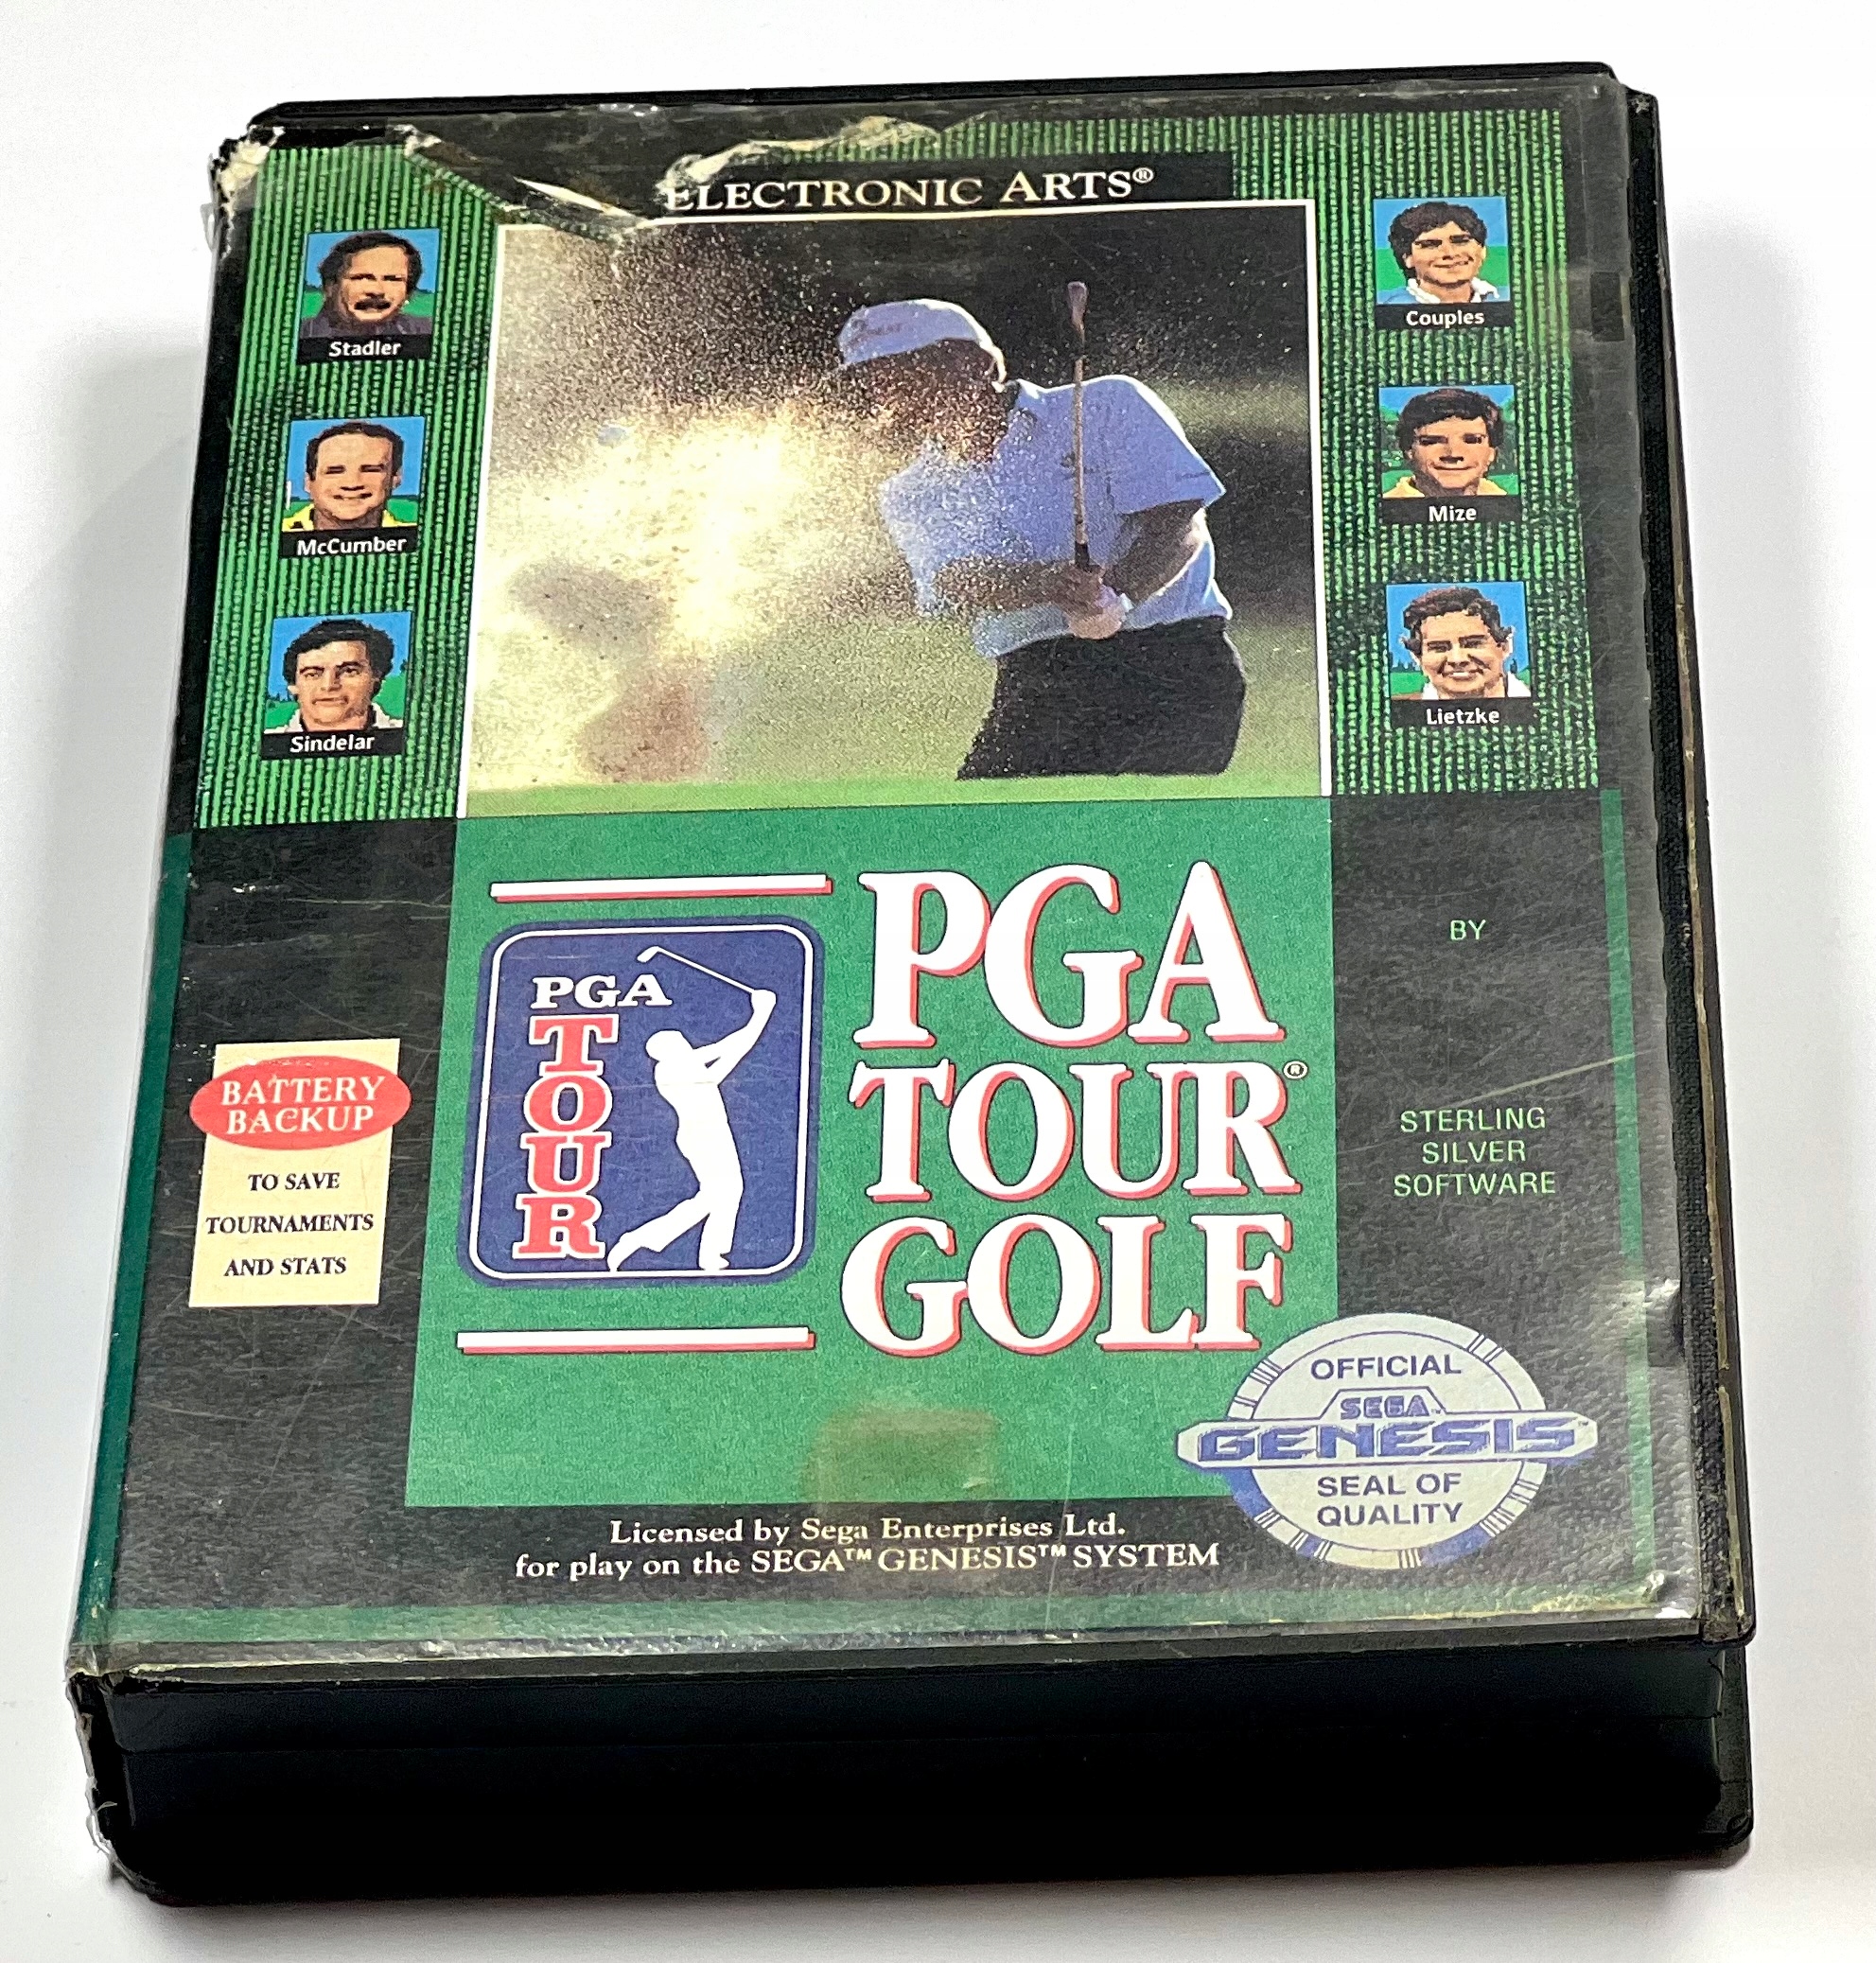 ELECTRONIC ARTS®
Stadler
Couples
McCumber
Mize
Sindelar
Lietzke
PGA
TOUR
PGA
TOUR®
GOLF
BY
STERLING
SILVER
SOFTWARE
BATTERY
BACKUP
TO SAVE
TOURNAMENTS
AND STATS
OFFICIAL
SEGA™
GENESIS™
SEAL OF
QUALITY
Licensed by Sega Enterprises Ltd.
for play on the SEGA™ GENESIS™ SYSTEM